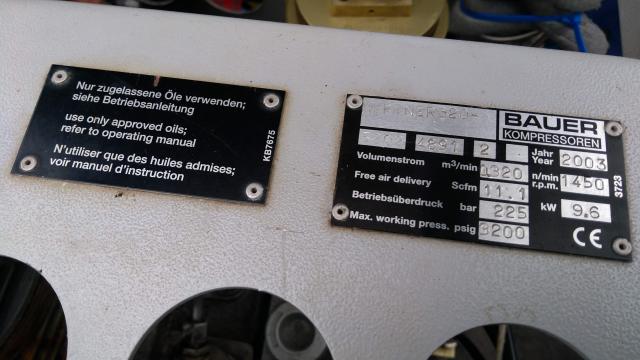 Nur zugelassene Öle verwenden;
siehe Betriebsanleitung
use only approved oils;
refer to operating manual
N'utiliser que des huiles admises;
voir manuel d'instruction
KB7675
BAUER
KOMPRESSOREN
4891 2 Jahr Year 2003
Volumenstrom m³/min 0320 n/min r.p.m. 1450
Free air delivery Scfm 11.1
Betriebsüberdruck bar 225 kW 9.6
Max. working press. psig 3200
CE
3723